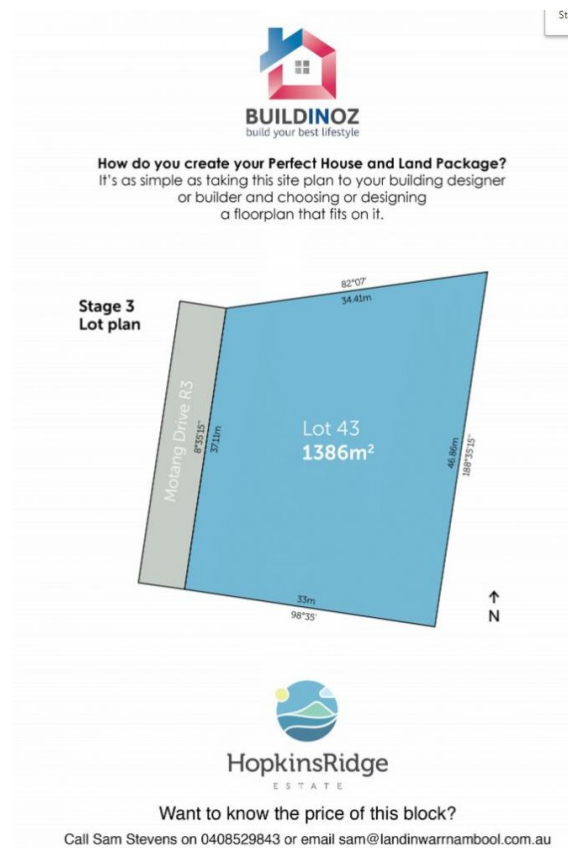 St
BUILDINOZ
build your best lifestyle
How do you create your Perfect House and Land Package?
It's as simple as taking this site plan to your building designer
or builder and choosing or designing
a floorplan that fits on it.
Stage 3
Lot plan
82°07'
34.41m
Motang Drive R3
8°35'15"
37.11m
Lot 43
1386m²
46.86m
188°35'15"
33m
98°35'
N
HopkinsRidge
ESTATE
Want to know the price of this block?
Call Sam Stevens on 0408529843 or email sam@landinwarrnambool.com.au